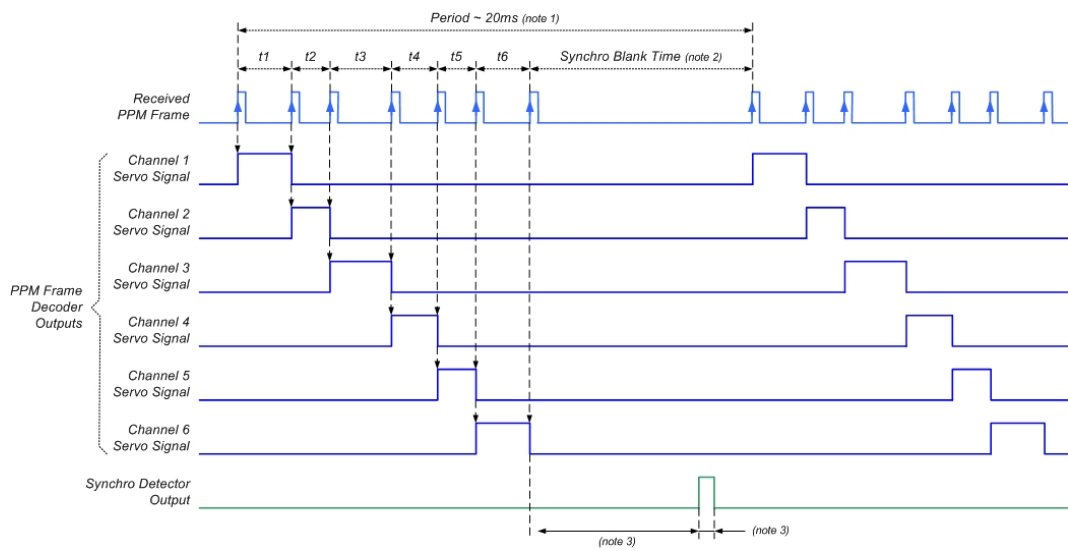 Period ~ 20ms (note 1)
t1 t2 t3 t4 t5 t6 Synchro Blank Time (note 2)
Received
PPM Frame
Channel 1
Servo Signal
Channel 2
Servo Signal
Channel 3
Servo Signal
PPM Frame
Decoder
Outputs
Channel 4
Servo Signal
Channel 5
Servo Signal
Channel 6
Servo Signal
Synchro Detector
Output
(note 3)
(note 3)